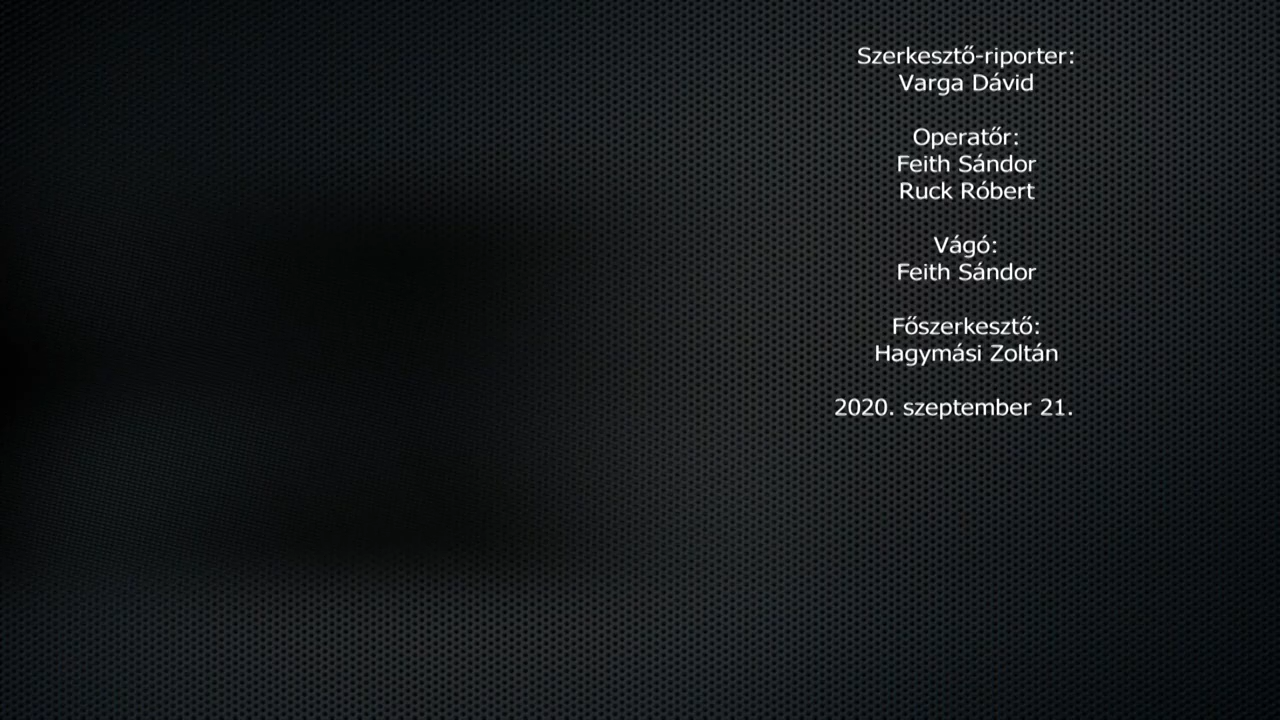 Szerkesztő-riporter:
Varga Dávid
Operatőr:
Feith Sándor
Ruck Róbert
Vágó:
Feith Sándor
Főszerkesztő:
Hagymási Zoltán
2020. szeptember 21.